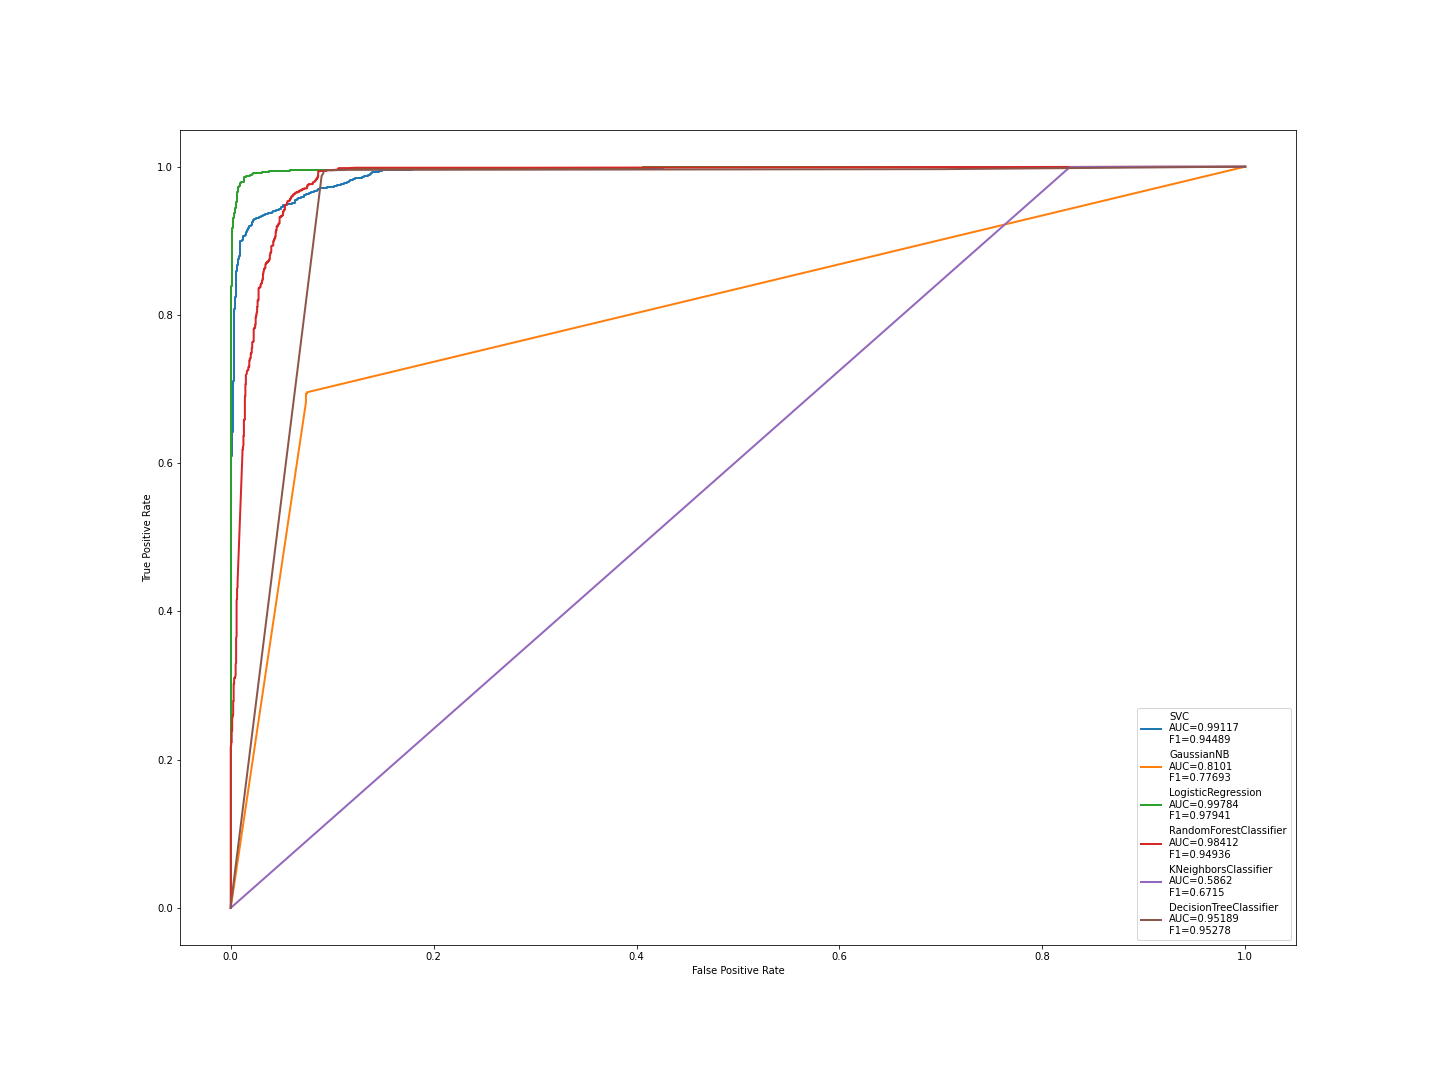 1.0
0.8
0.6
0.4
0.2
0.0
True Positive Rate
0.0
0.2
0.4
0.6
0.8
1.0
False Positive Rate
SVC
AUC=0.99117
F1=0.94489
GaussianNB
AUC=0.8101
F1=0.77693
LogisticRegression
AUC=0.99784
F1=0.97941
RandomForestClassifier
AUC=0.98412
F1=0.94936
KNeighborsClassifier
AUC=0.5862
F1=0.6715
DecisionTreeClassifier
AUC=0.95189
F1=0.95278